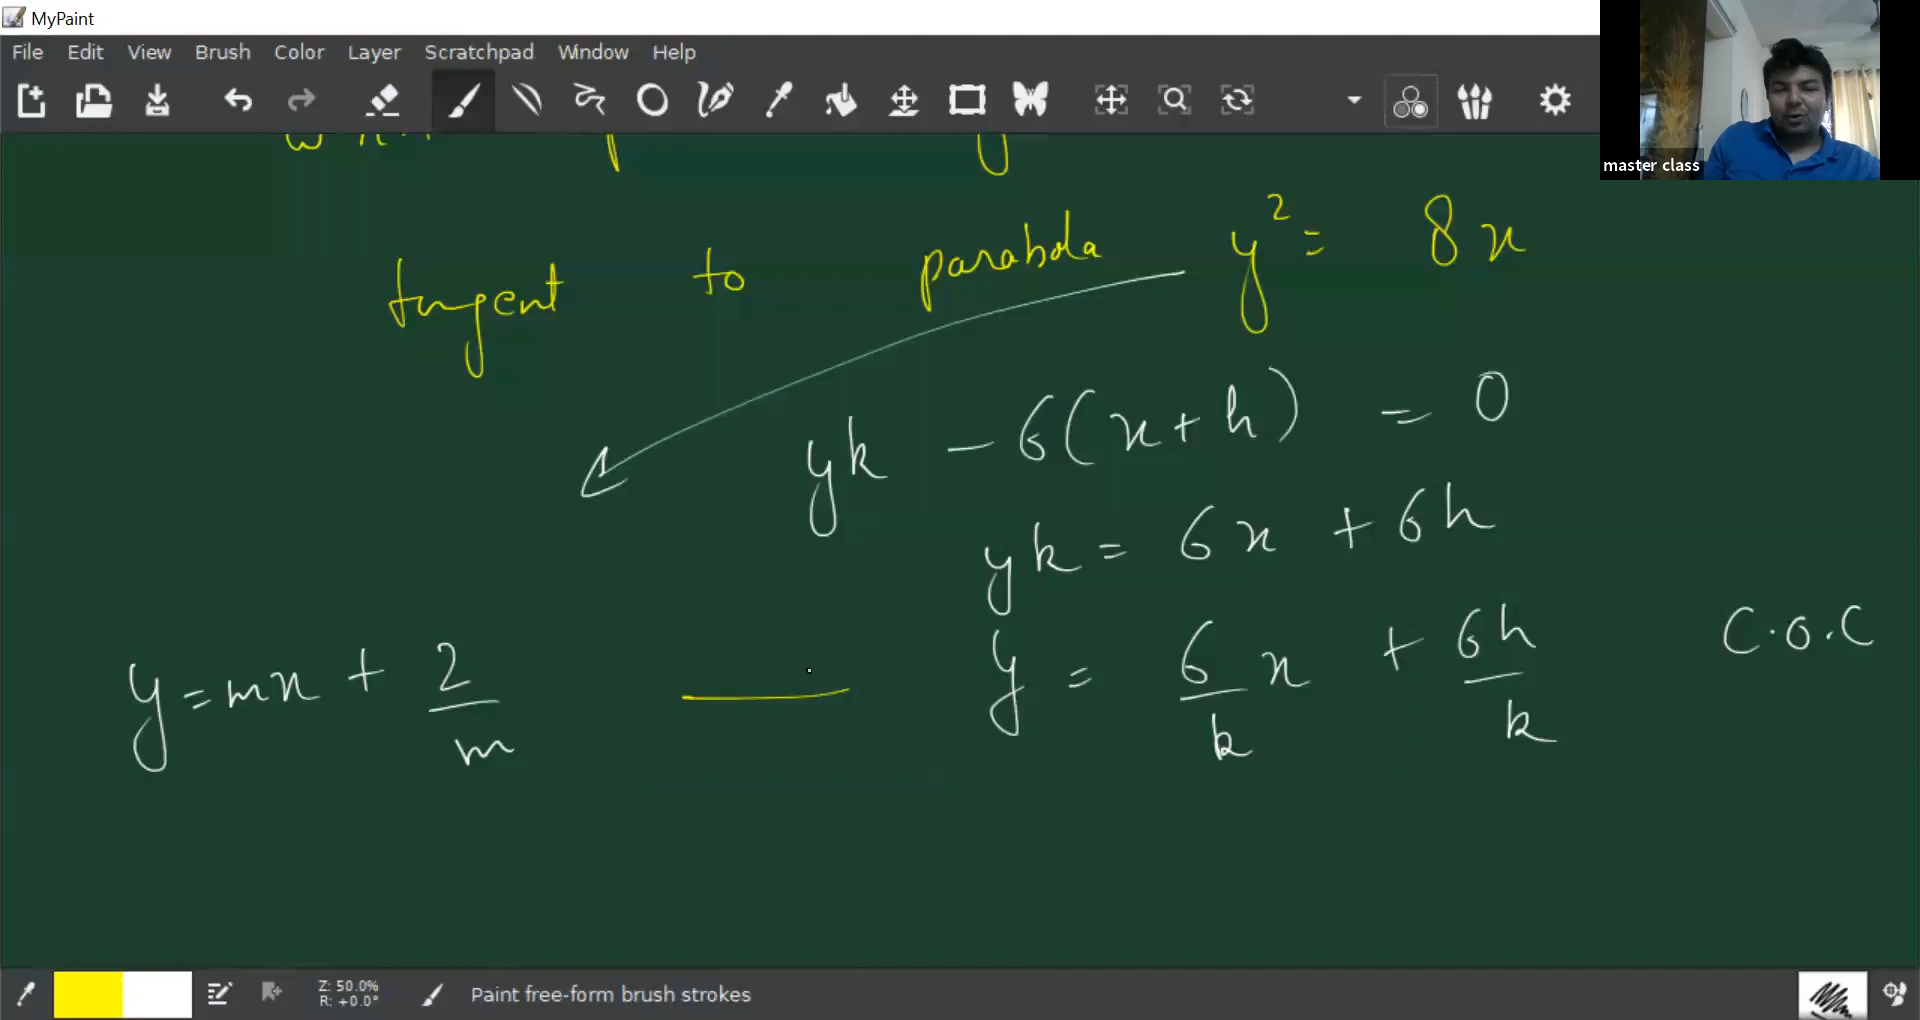 MyPaint
File Edit View Brush Color Layer Scratchpad Window Help
master class
tangent to parabola y² = 8x
yk - 6(x+h) = 0
yk = 6x + 6h
y = mx + 2/m
y = 6/k x + 6h/k
C.O.C
Z: 50.0%
R: +0.0°
Paint free-form brush strokes